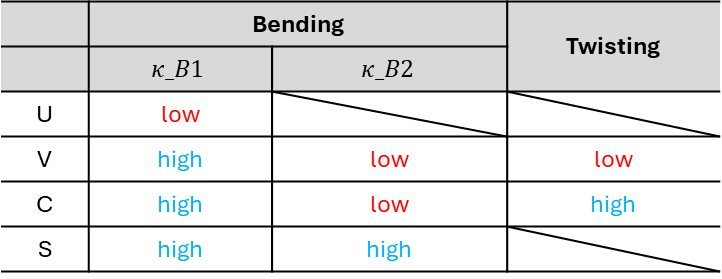 Bending
Twisting
κ_B1 κ_B2
U low
V high low low
C high low high
S high high